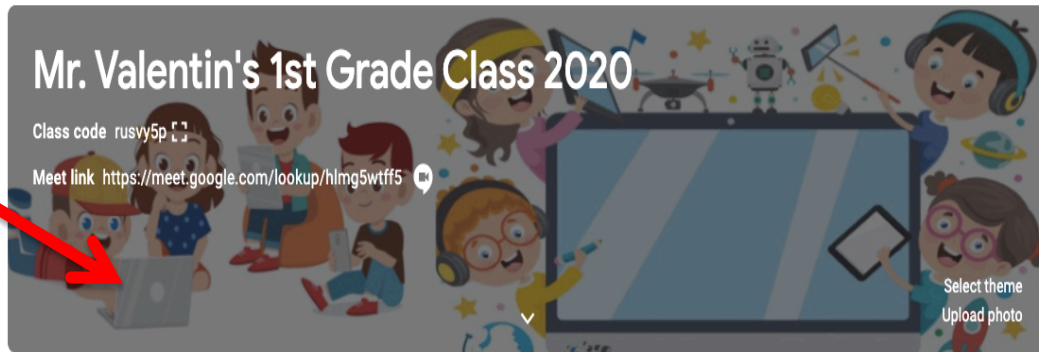 Mr. Valentin's 1st Grade Class 2020
Class code rusvy5p
Meet link https://meet.google.com/lookup/hlmg5wtff5
Select theme
Upload photo